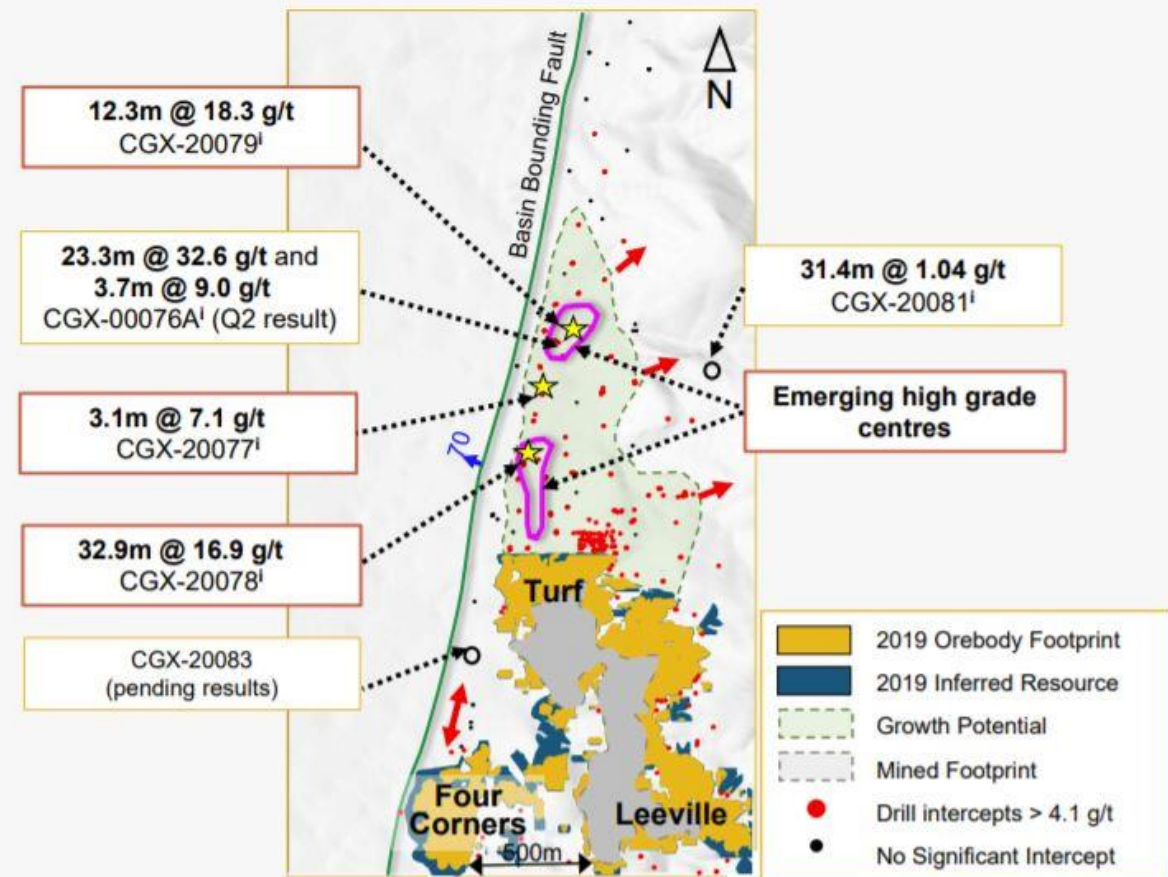 12.3m @ 18.3 g/t
CGX-20079ⁱ
23.3m @ 32.6 g/t and
3.7m @ 9.0 g/t
CGX-00076Aⁱ (Q2 result)
3.1m @ 7.1 g/t
CGX-20077ⁱ
32.9m @ 16.9 g/t
CGX-20078ⁱ
CGX-20083
(pending results)
Basin Bounding Fault
N
70
31.4m @ 1.04 g/t
CGX-20081ⁱ
Emerging high grade
centres
Turf
Four
Corners
Leeville
500m
2019 Orebody Footprint
2019 Inferred Resource
Growth Potential
Mined Footprint
Drill intercepts > 4.1 g/t
No Significant Intercept